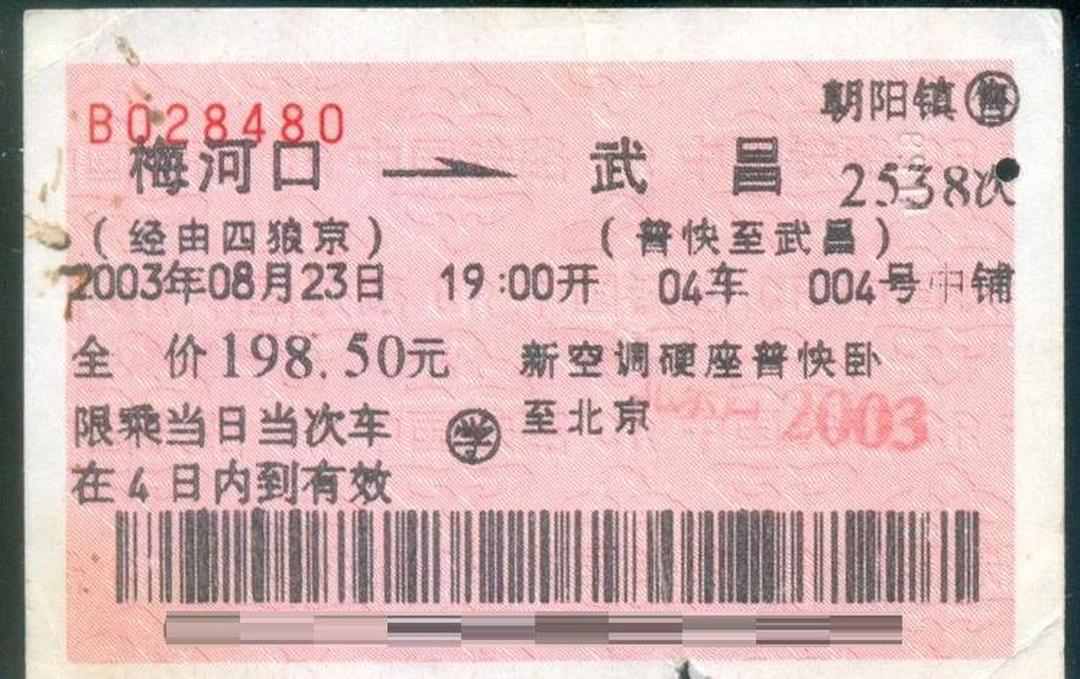 朝阳镇 售
B028480
梅河口 → 武昌 2538次
(经由四狼京) (普快至武昌)
2003年08月23日 19:00开 04车 004号中铺
全 价198.50元 新空调硬座普快卧
限乘当日当次车 学 至北京
2003
在4日内到有效